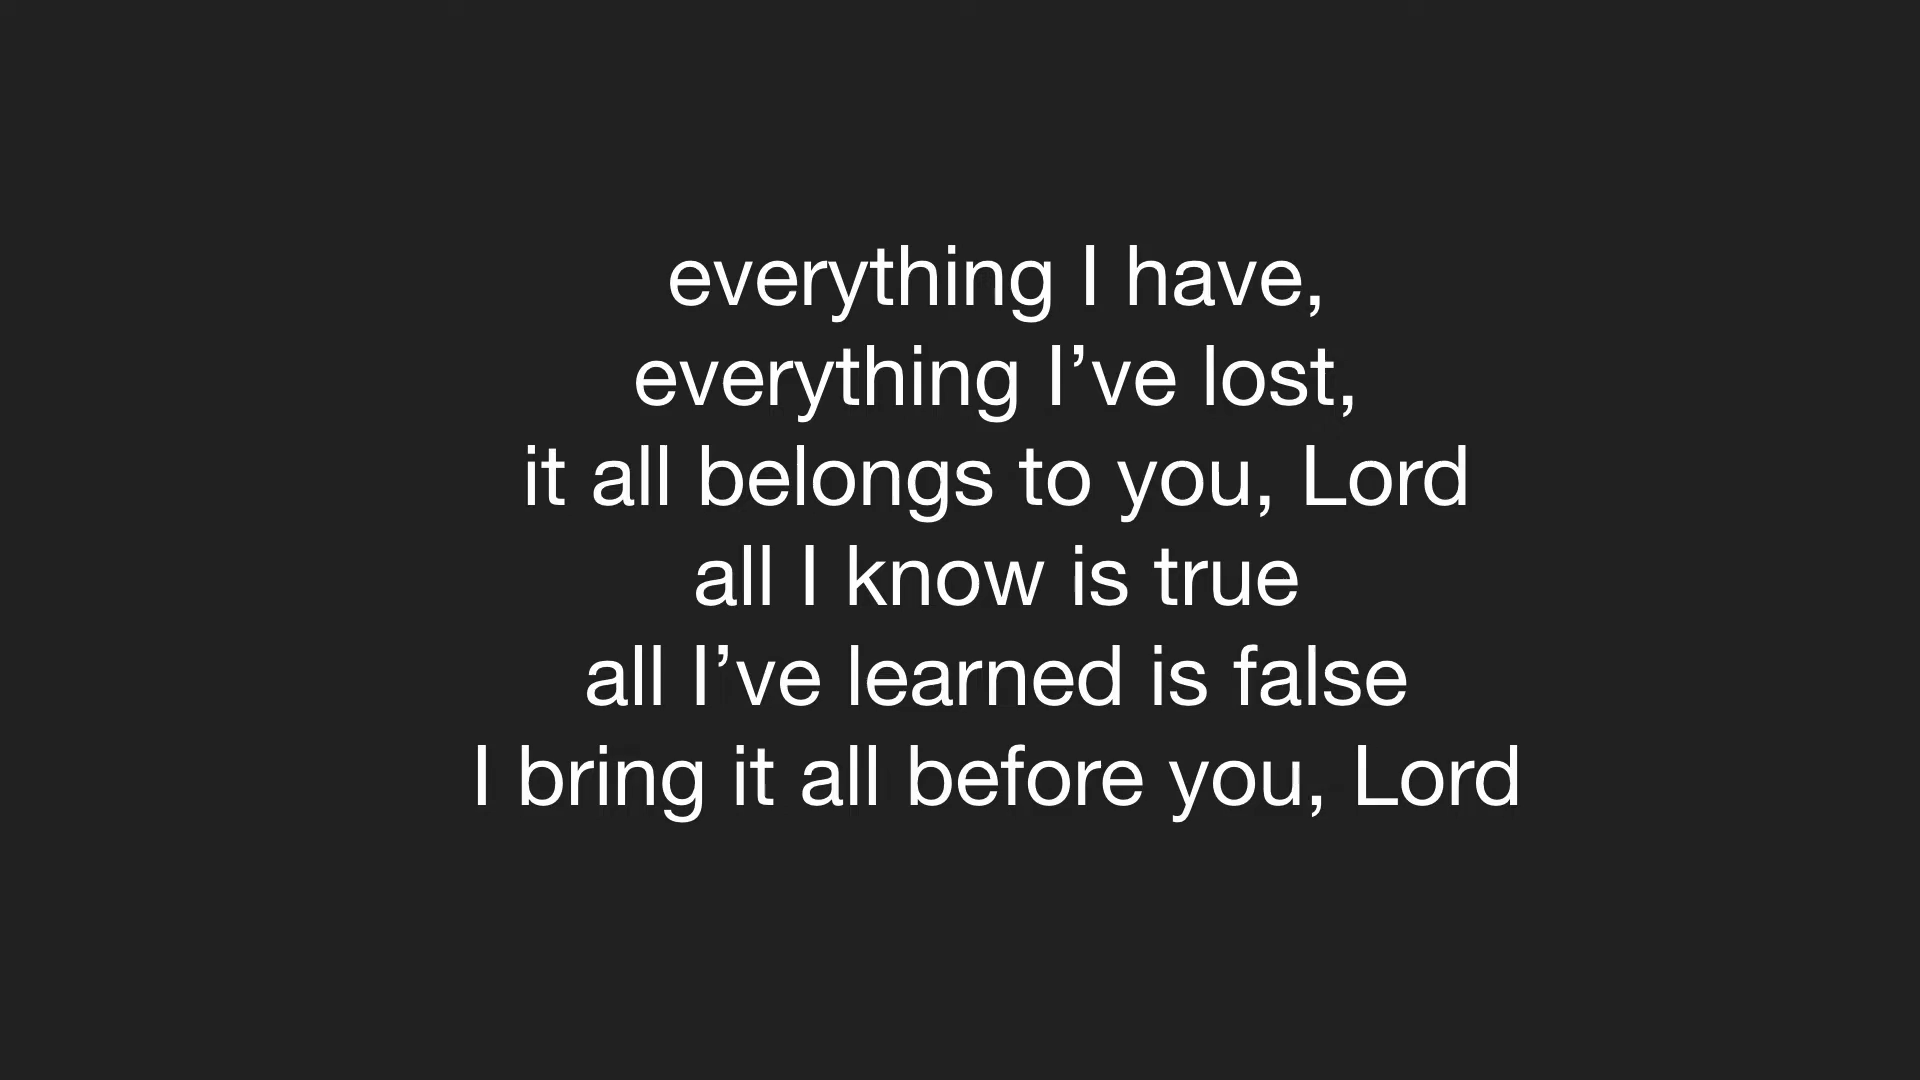 everything I have,
everything I’ve lost,
it all belongs to you, Lord
all I know is true
all I’ve learned is false
I bring it all before you, Lord